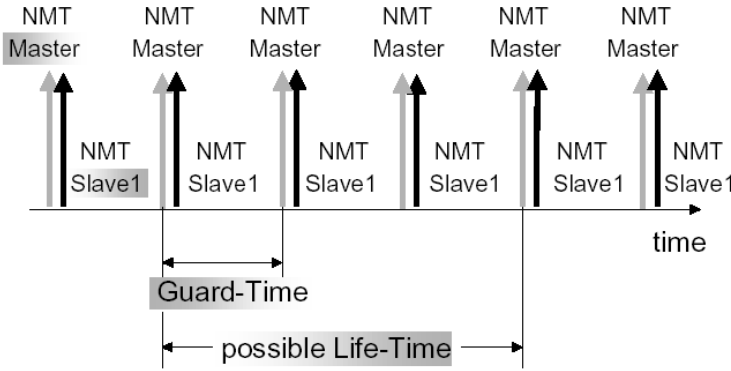 NMT NMT NMT NMT NMT NMT
Master Master Master Master Master Master
NMT NMT NMT NMT NMT NMT
Slave1 Slave1 Slave1 Slave1 Slave1 Slave1
time
Guard-Time
possible Life-Time